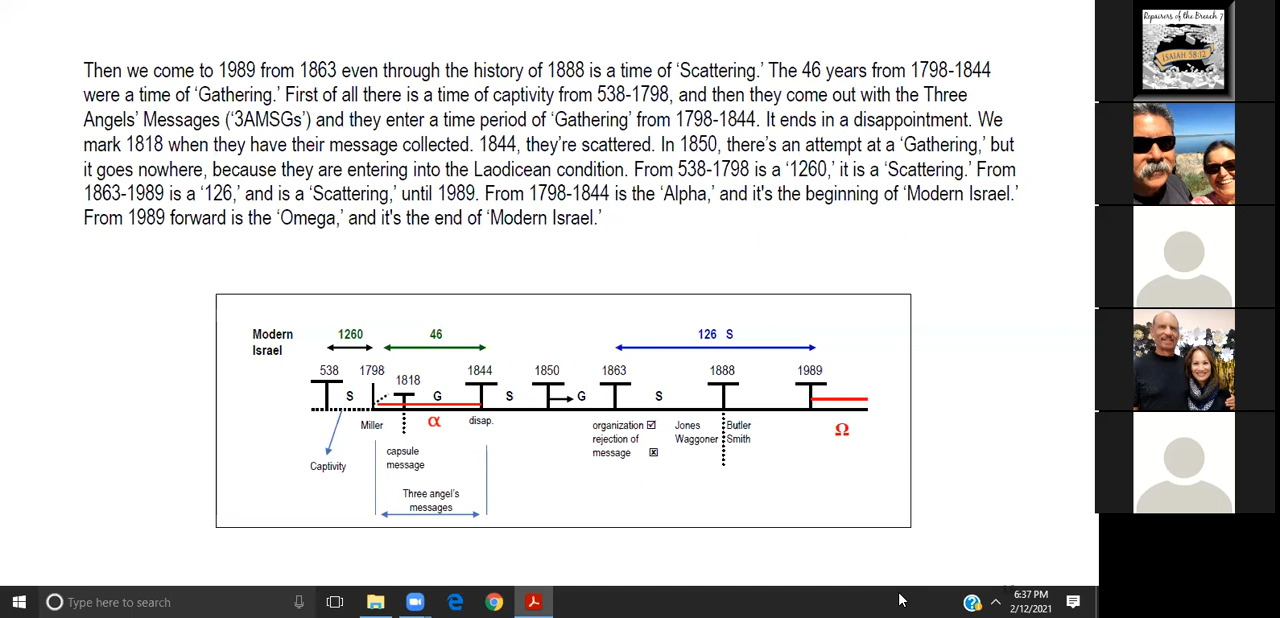 Then we come to 1989 from 1863 even through the history of 1888 is a time of 'Scattering.' The 46 years from 1798-1844
were a time of 'Gathering.' First of all there is a time of captivity from 538-1798, and then they come out with the Three
Angels' Messages ('3AMSGs') and they enter a time period of 'Gathering' from 1798-1844. It ends in a disappointment. We
mark 1818 when they have their message collected. 1844, they're scattered. In 1850, there's an attempt at a 'Gathering,' but
it goes nowhere, because they are entering into the Laodicean condition. From 538-1798 is a '1260,' it is a 'Scattering.' From
1863-1989 is a '126,' and is a 'Scattering,' until 1989. From 1798-1844 is the 'Alpha,' and it's the beginning of 'Modern Israel.'
From 1989 forward is the 'Omega,' and it's the end of 'Modern Israel.'
Modern
Israel
1260
46
126 S
538
1798
1818
1844
1850
1863
1888
1989
S
G
S
G
S
α
Ω
Miller
disap.
Captivity
capsule
message
Three angel's
messages
organization ☑
rejection of
message ☒
Jones
Waggoner
Butler
Smith
Repairers of the Breach 7
ISAIAH 58:12
Type here to search
6:37 PM
2/12/2021